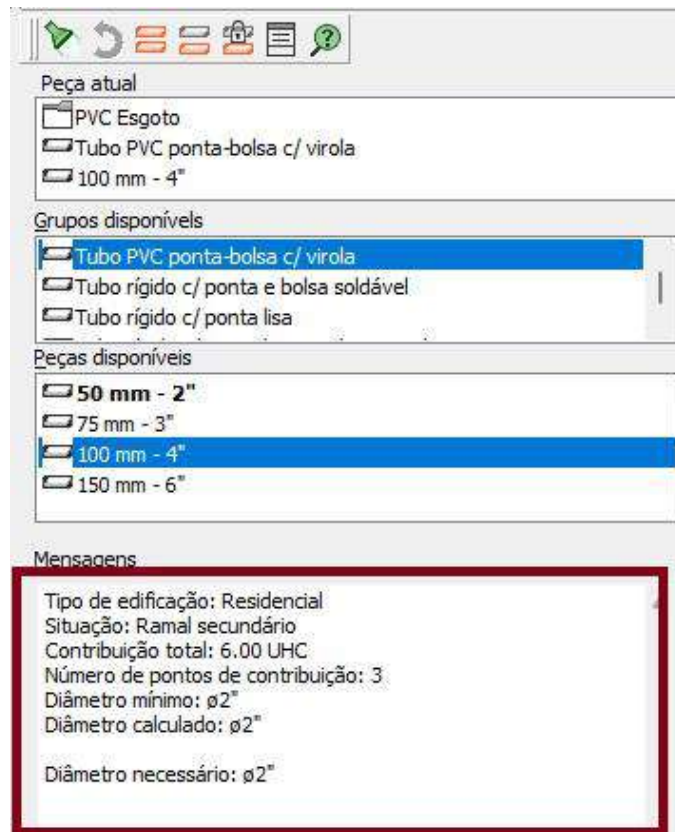 Peça atual
PVC Esgoto
Tubo PVC ponta-bolsa c/ virola
100 mm - 4"
Grupos disponíveis
Tubo PVC ponta-bolsa c/ virola
Tubo rígido c/ ponta e bolsa soldável
Tubo rígido c/ ponta lisa
Peças disponíveis
50 mm - 2"
75 mm - 3"
100 mm - 4"
150 mm - 6"
Mensagens
Tipo de edificação: Residencial
Situação: Ramal secundário
Contribuição total: 6.00 UHC
Número de pontos de contribuição: 3
Diâmetro mínimo: ø2"
Diâmetro calculado: ø2"
Diâmetro necessário: ø2"